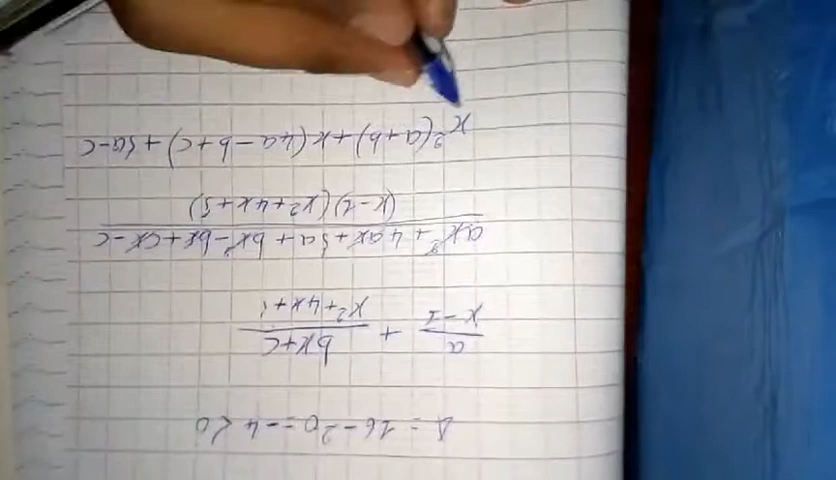 Δ = 16 - 20 = -4 < 0
a/(x-1) + (bx+c)/(x²+4x+5)
ax² + 4ax + 5a + bx² - bx + cx - c
(x-1)(x²+4x+5)
x²(a+b) + x(4a-b+c) + 5a-c